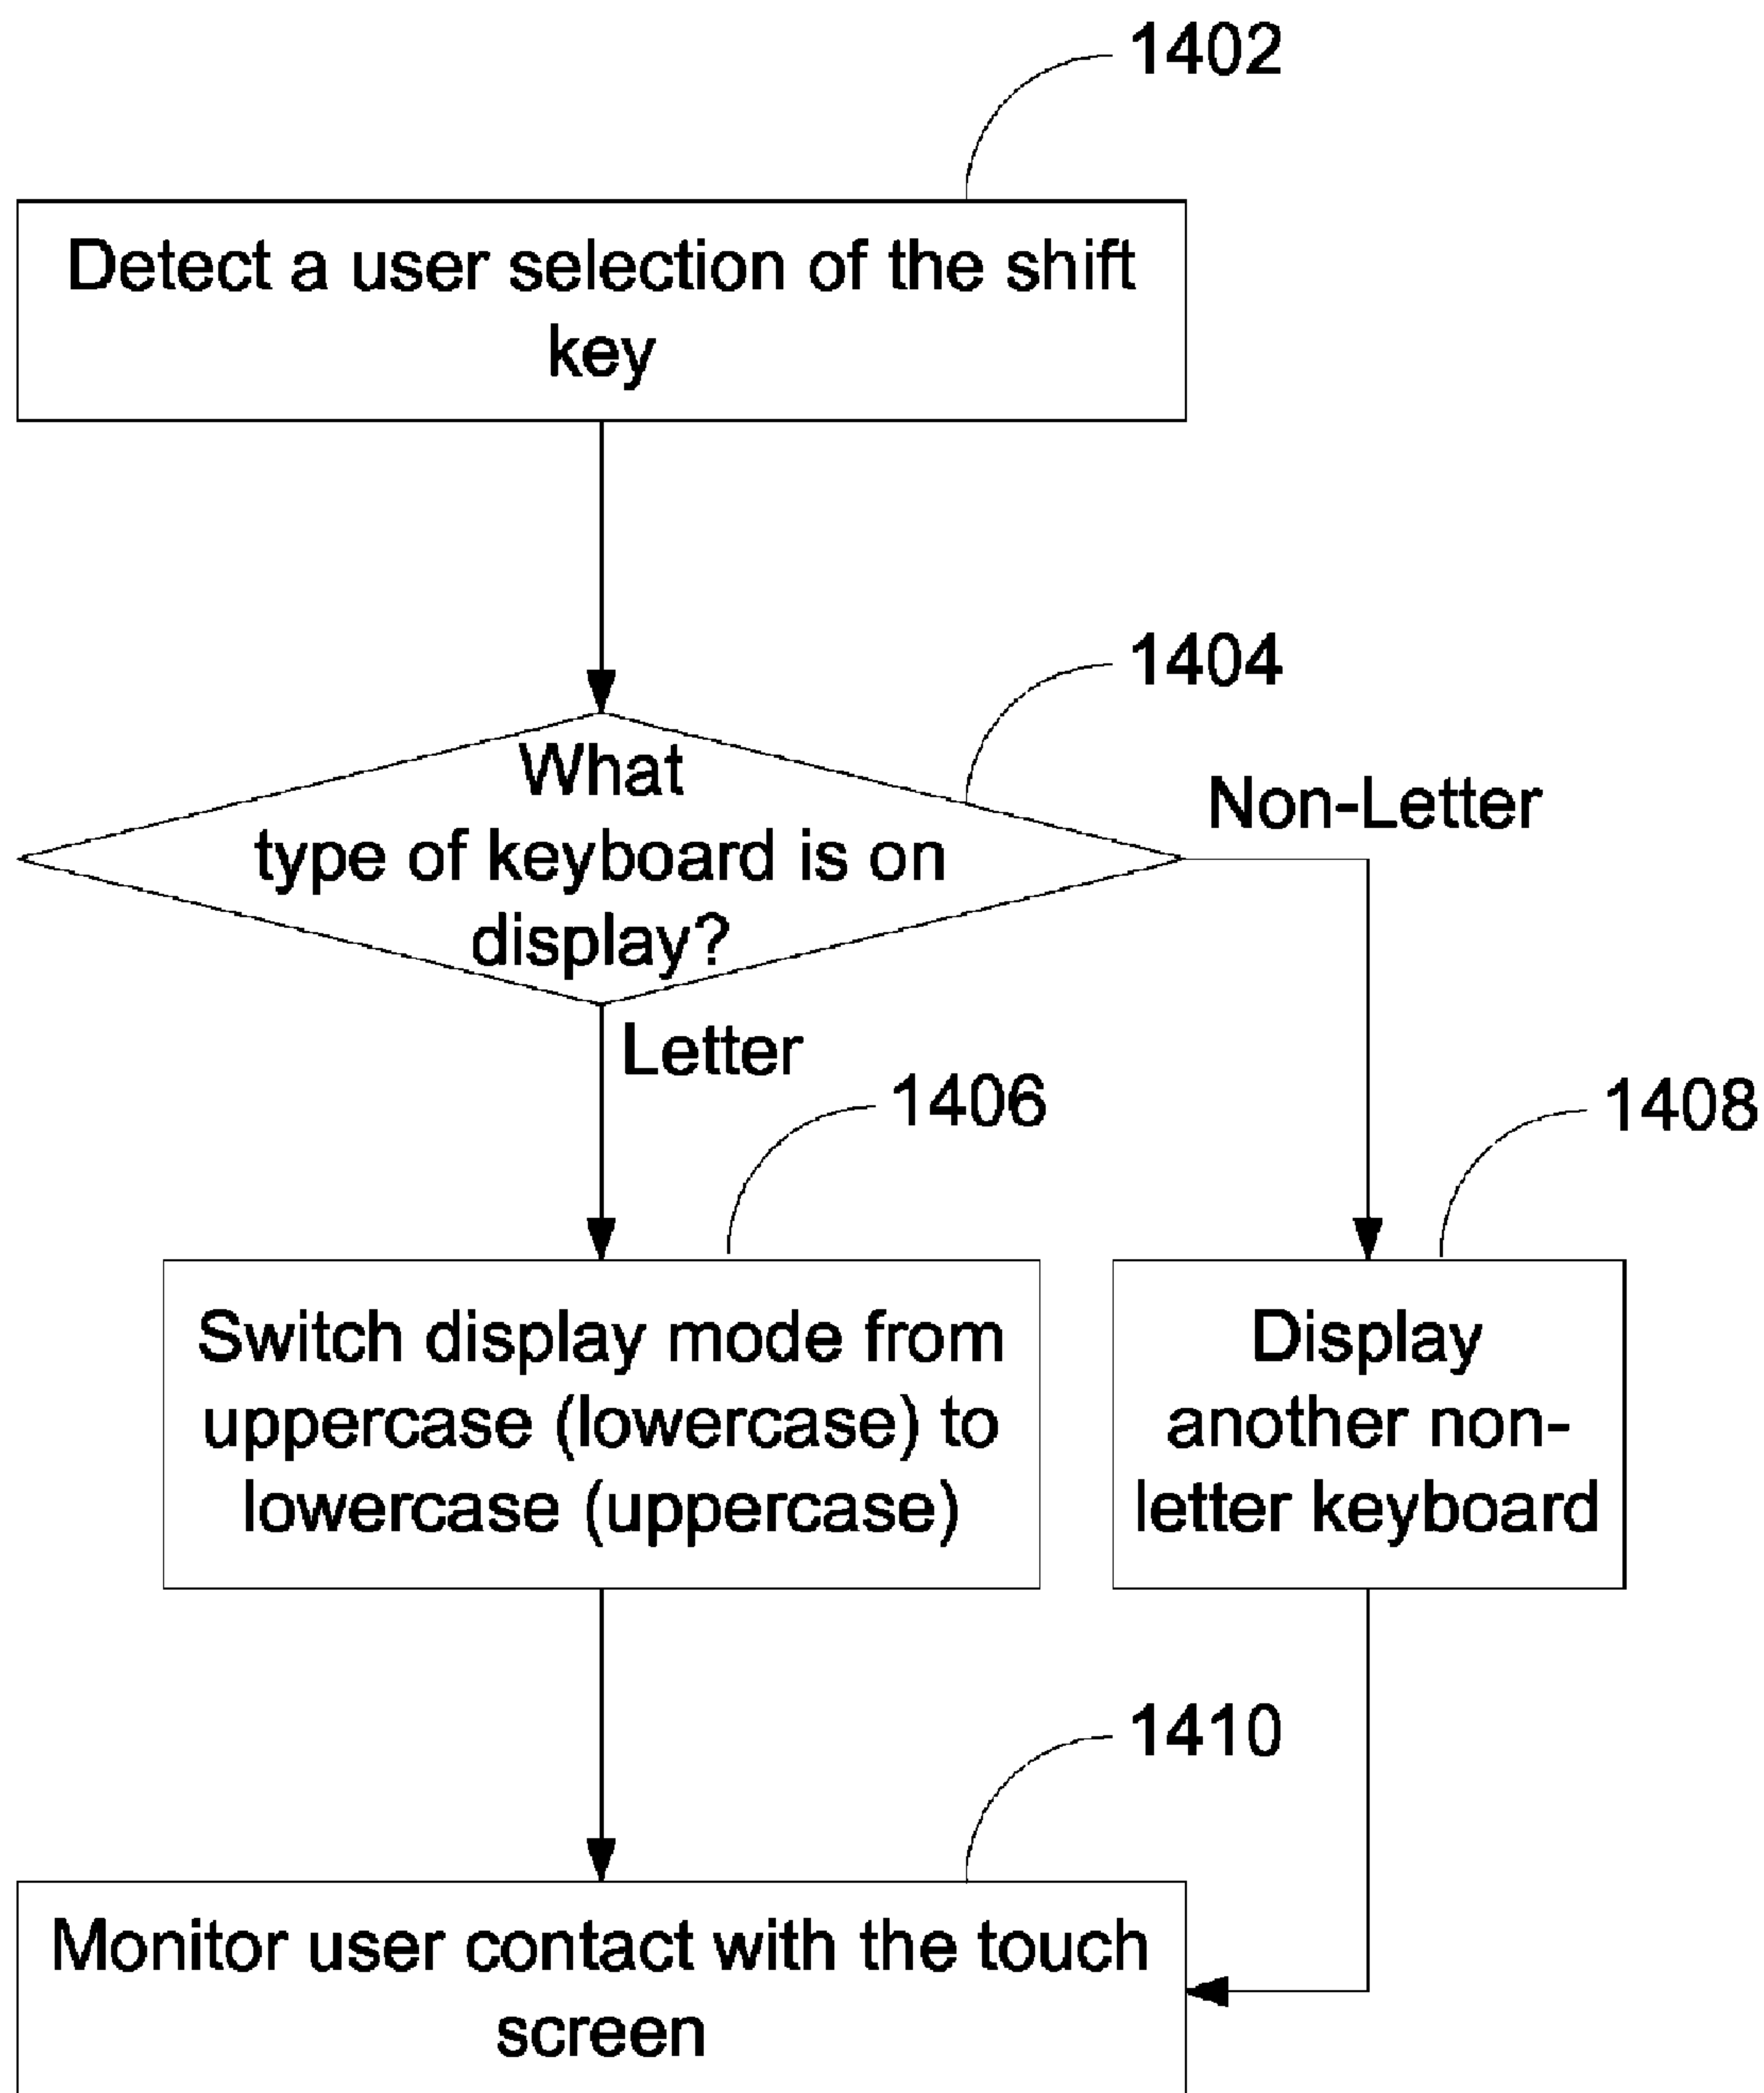 1402
Detect a user selection of the shift
key
1404
What
type of keyboard is on
display?
Non-Letter
Letter
1406
1408
Switch display mode from
uppercase (lowercase) to
lowercase (uppercase)
Display
another non-
letter keyboard
1410
Monitor user contact with the touch
screen